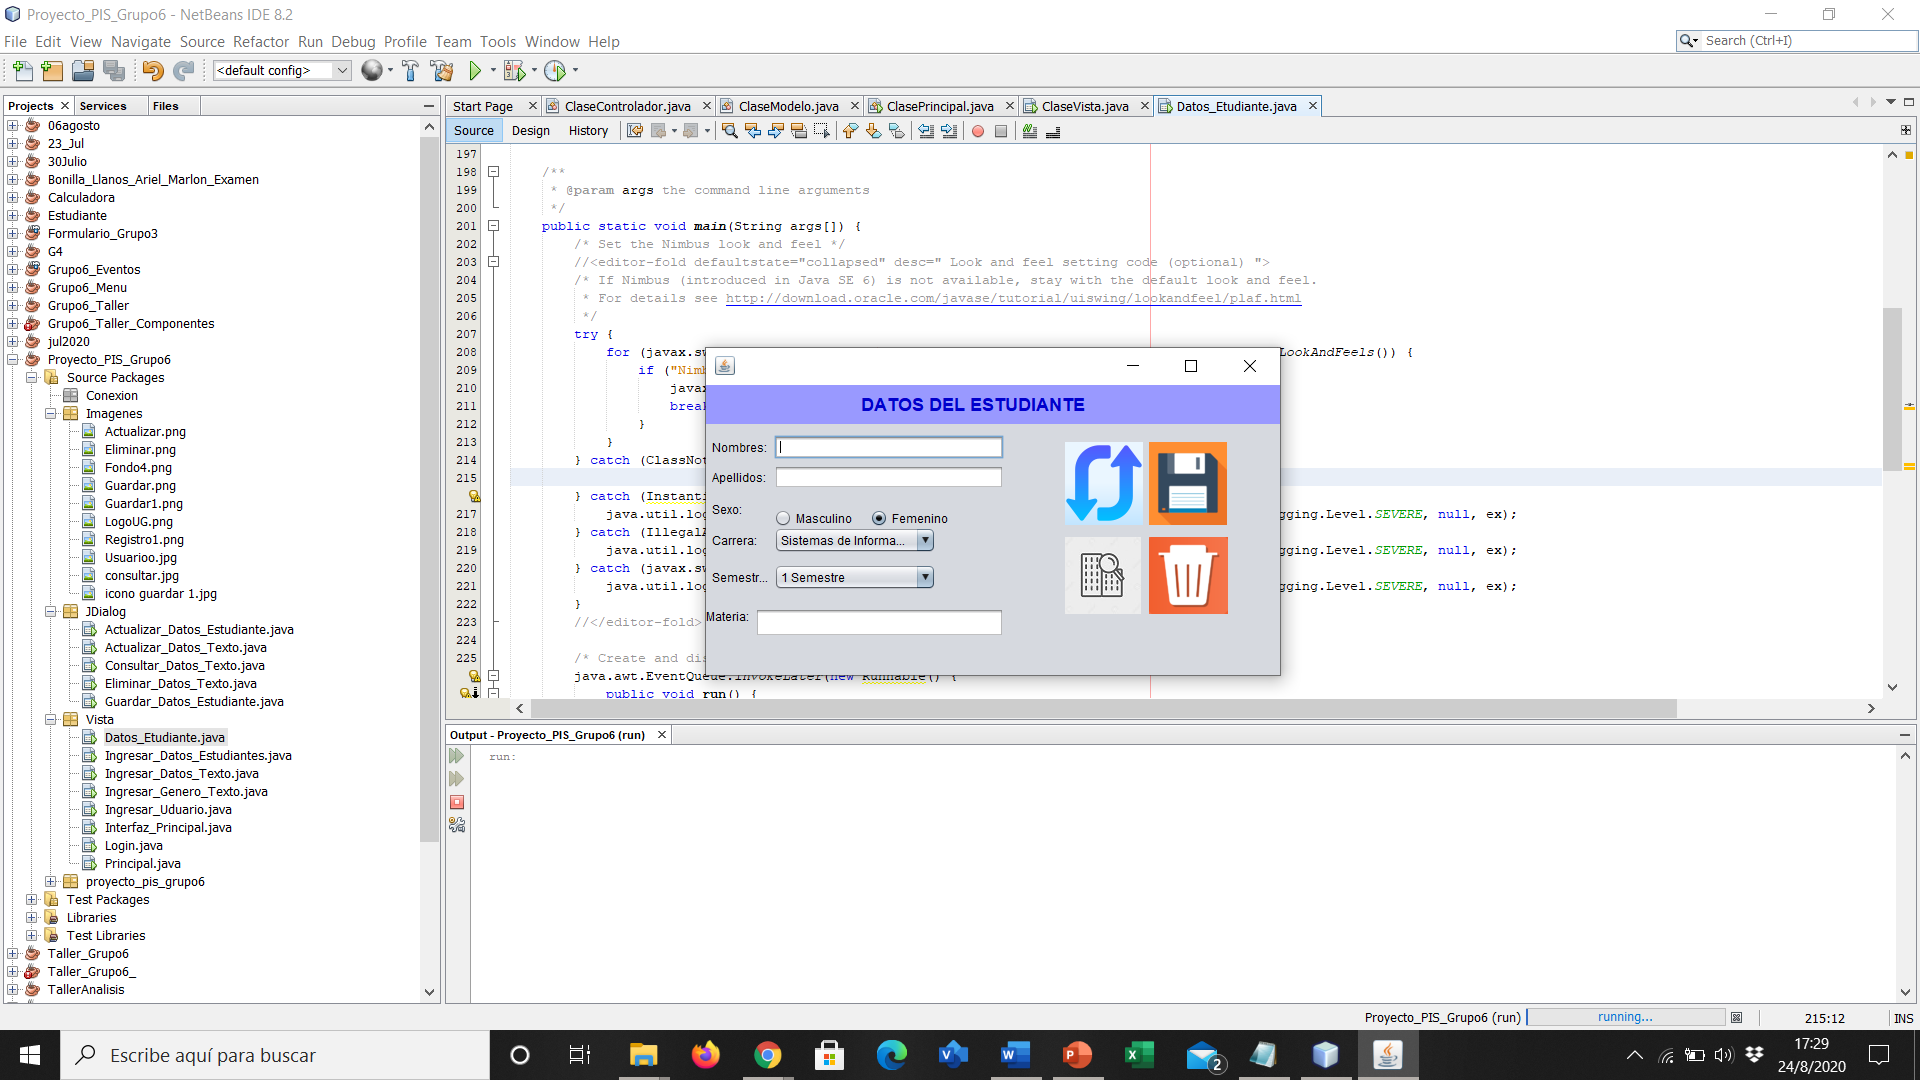 Proyecto_PIS_Grupo6 - NetBeans IDE 8.2
File Edit View Navigate Source Refactor Run Debug Profile Team Tools Window Help
Search (Ctrl+I)
<default config>
Projects Services Files
Start Page ClaseControlador.java ClaseModelo.java ClasePrincipal.java ClaseVista.java Datos_Etudiante.java
Source Design History
06agosto
23_Jul
30Julio
Bonilla_Llanos_Ariel_Marlon_Examen
Calculadora
Estudiante
Formulario_Grupo3
G4
Grupo6_Eventos
Grupo6_Menu
Grupo6_Taller
Grupo6_Taller_Componentes
jul2020
Proyecto_PIS_Grupo6
Source Packages
Conexion
Imagenes
Actualizar.png
Eliminar.png
Fondo4.png
Guardar.png
Guardar1.png
LogoUG.png
Registro1.png
Usuarioo.jpg
consultar.jpg
icono guardar 1.jpg
JDialog
Actualizar_Datos_Estudiante.java
Actualizar_Datos_Texto.java
Consultar_Datos_Texto.java
Eliminar_Datos_Texto.java
Guardar_Datos_Estudiante.java
Vista
Datos_Etudiante.java
Ingresar_Datos_Estudiantes.java
Ingresar_Datos_Texto.java
Ingresar_Genero_Texto.java
Ingresar_Uduario.java
Interfaz_Principal.java
Login.java
Principal.java
proyecto_pis_grupo6
Test Packages
Libraries
Test Libraries
Taller_Grupo6
Taller_Grupo6_
TallerAnalisis
197
198 /**
199 * @param args the command line arguments
200 */
201 public static void main(String args[]) {
202 /* Set the Nimbus look and feel */
203 //<editor-fold defaultstate="collapsed" desc=" Look and feel setting code (optional) ">
204 /* If Nimbus (introduced in Java SE 6) is not available, stay with the default look and feel.
205 * For details see http://download.oracle.com/javase/tutorial/uiswing/lookandfeel/plaf.html
206 */
207 try {
208 for (javax.sw LookAndFeels()) {
209 if ("Nimb
210 javax
211 break
212 }
213 }
214 } catch (ClassNot
215
} catch (Instanti
217 java.util.log gging.Level.SEVERE, null, ex);
218 } catch (IllegalA
219 java.util.log gging.Level.SEVERE, null, ex);
220 } catch (javax.sw
221 java.util.log gging.Level.SEVERE, null, ex);
222 }
223 //</editor-fold>
224
225 /* Create and dis
java.awt.EventQueue.invokeLater(new Runnable() {
public void run() {
DATOS DEL ESTUDIANTE
Nombres:
Apellidos:
Sexo:
Masculino Femenino
Carrera: Sistemas de Informa...
Semestr... 1 Semestre
Materia:
Output - Proyecto_PIS_Grupo6 (run)
run:
Proyecto_PIS_Grupo6 (run) running... 215:12 INS
Escribe aquí para buscar
2
17:29
24/8/2020